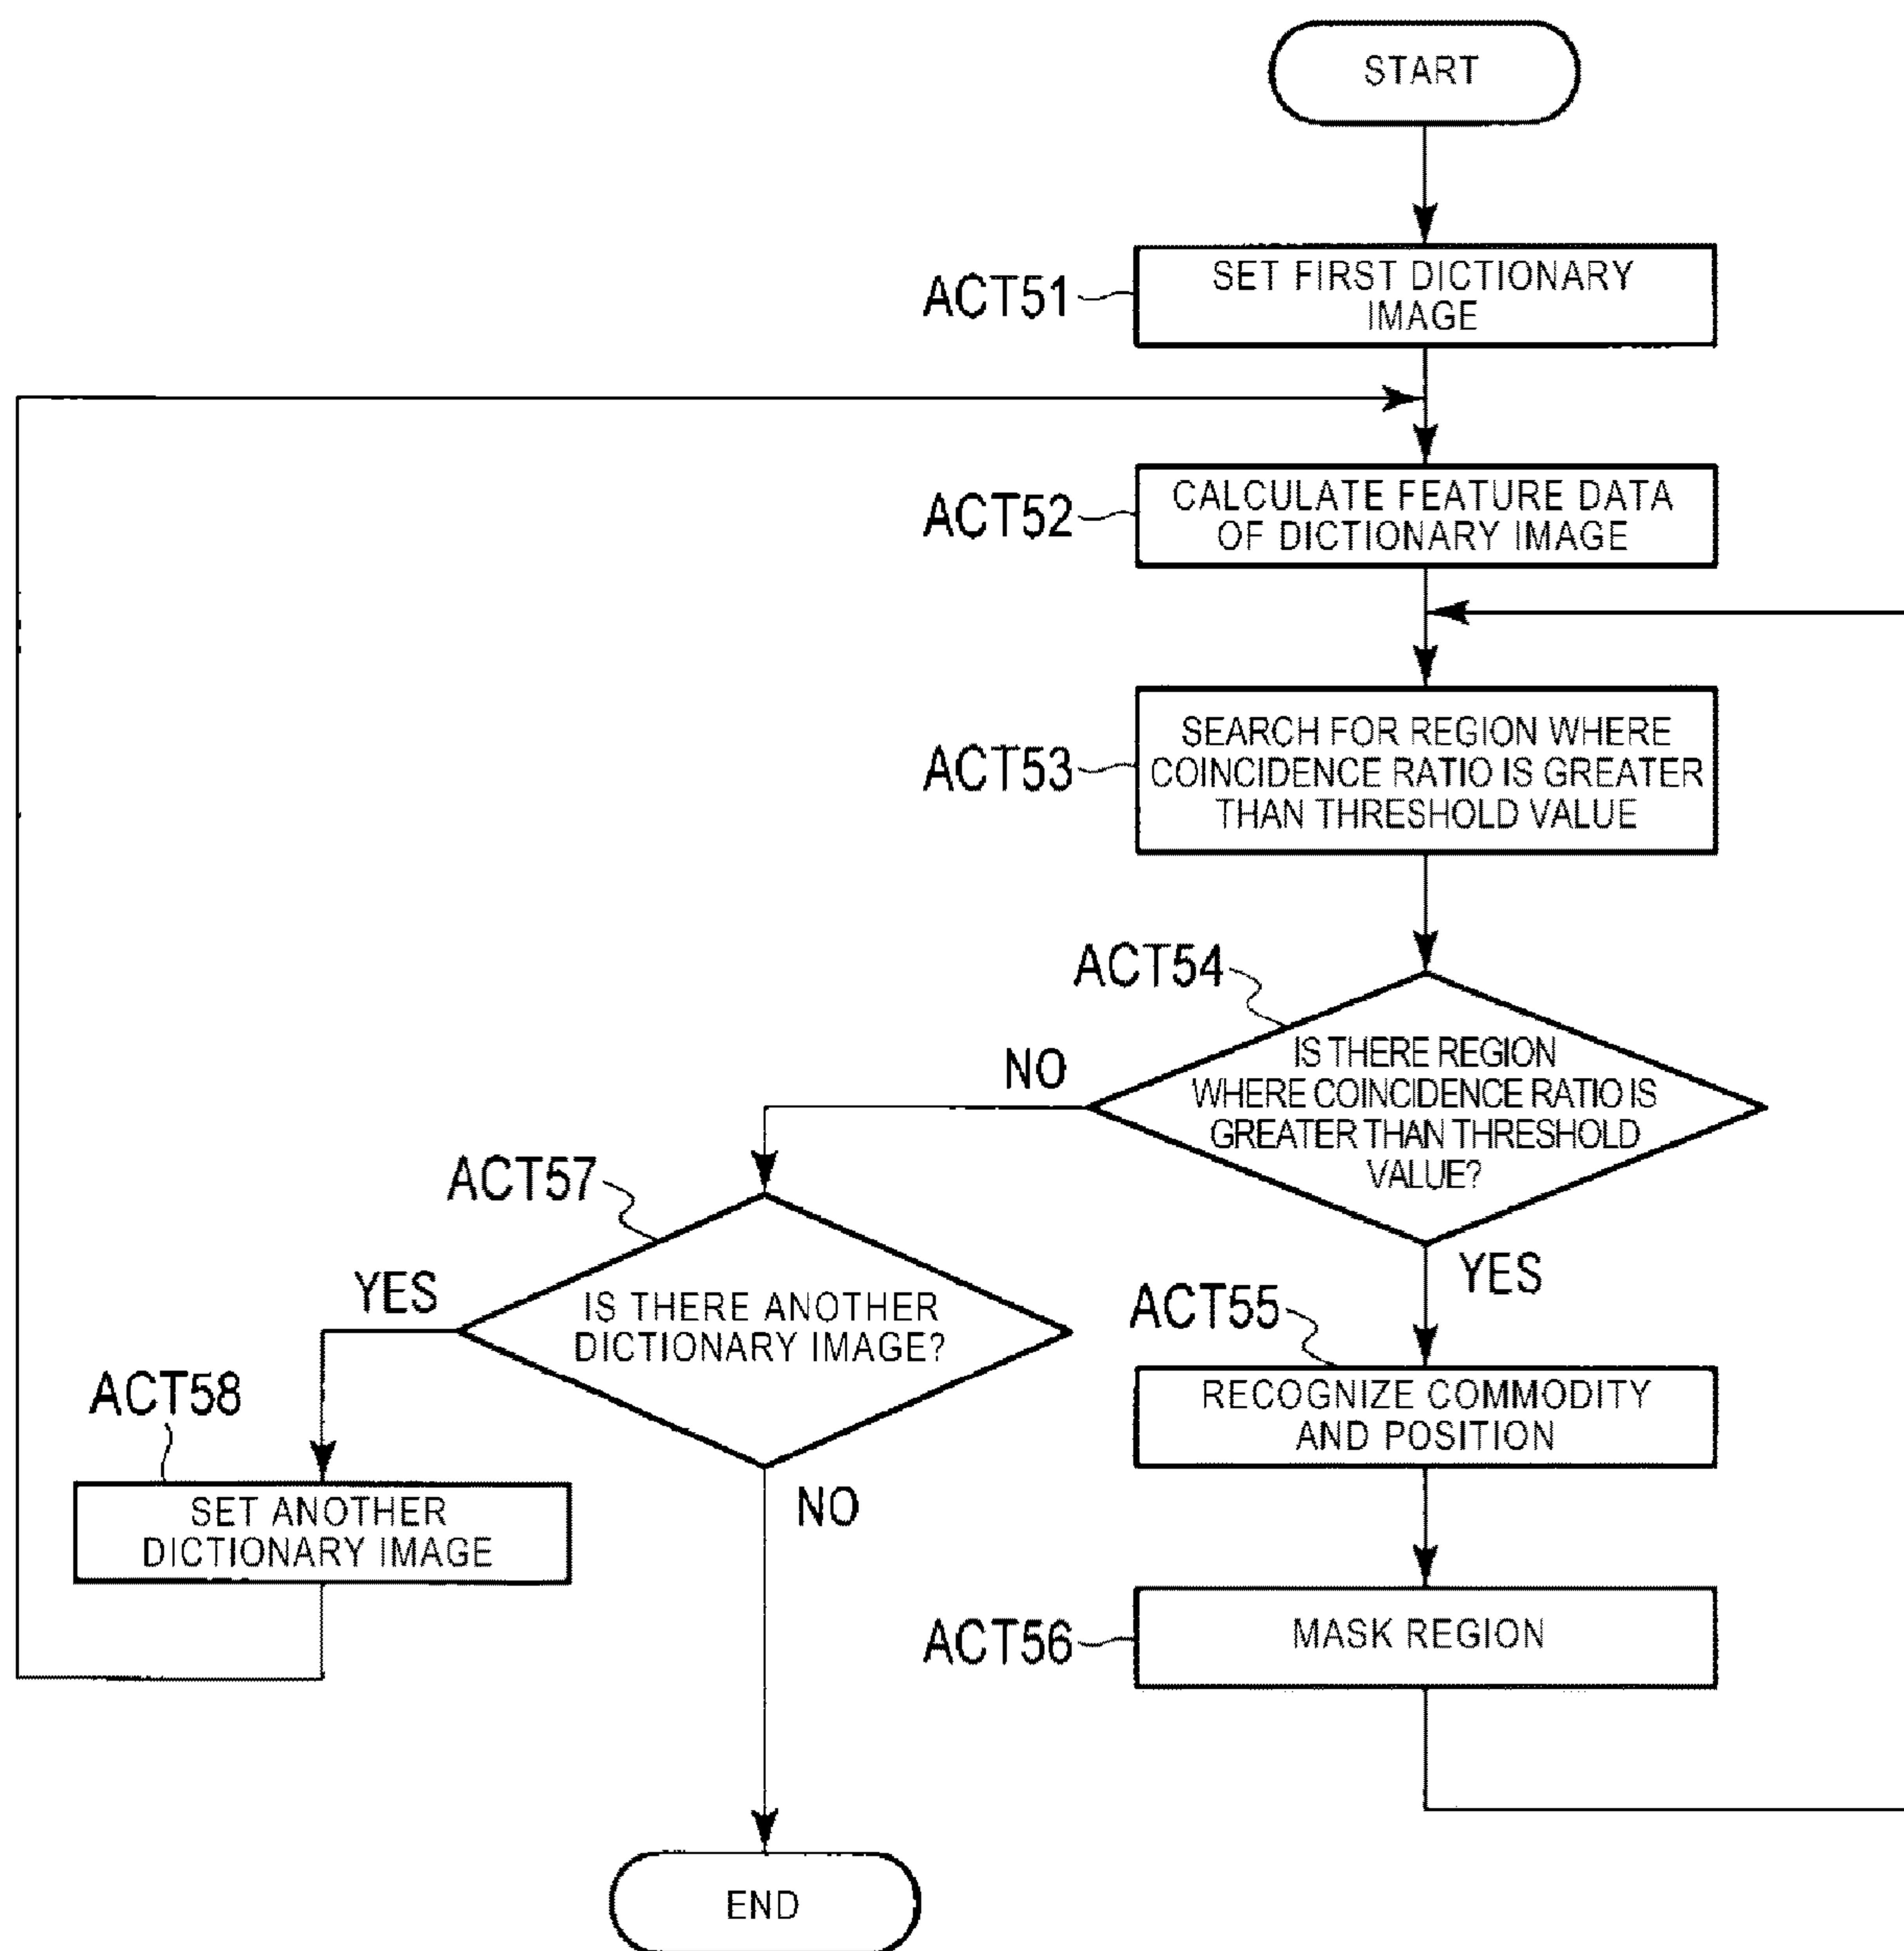 START
ACT51
SET FIRST DICTIONARY
IMAGE
ACT52
CALCULATE FEATURE DATA
OF DICTIONARY IMAGE
ACT53
SEARCH FOR REGION WHERE
COINCIDENCE RATIO IS GREATER
THAN THRESHOLD VALUE
ACT54
IS THERE REGION
WHERE COINCIDENCE RATIO IS
GREATER THAN THRESHOLD
VALUE?
NO
YES
ACT57
IS THERE ANOTHER
DICTIONARY IMAGE?
YES
NO
ACT55
RECOGNIZE COMMODITY
AND POSITION
ACT58
SET ANOTHER
DICTIONARY IMAGE
ACT56
MASK REGION
END